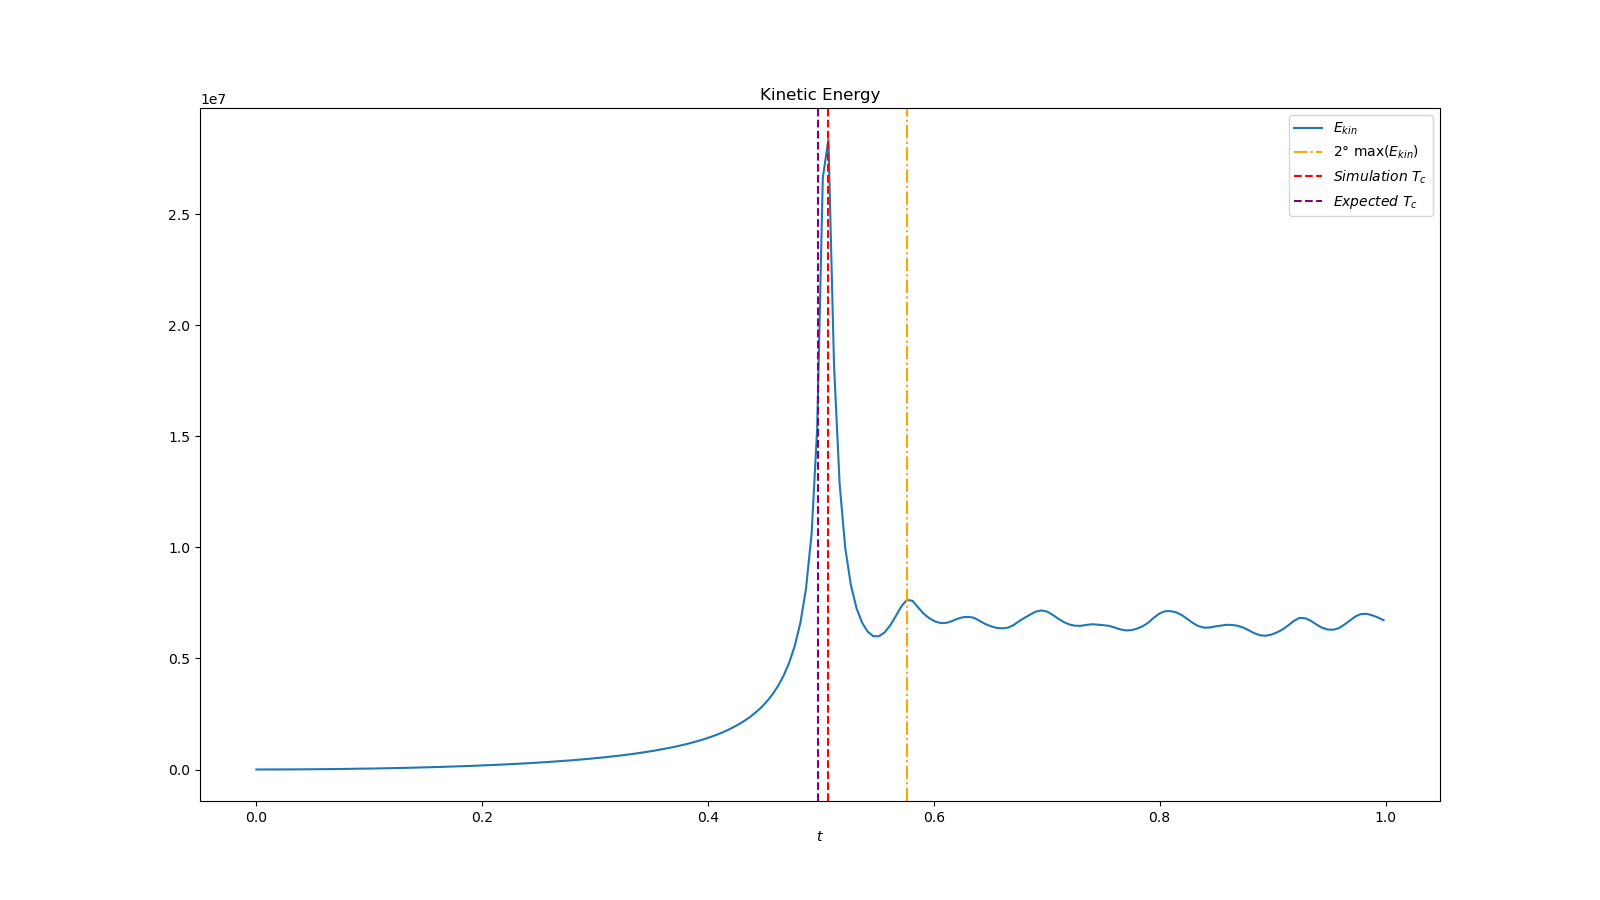 Kinetic Energy
1e7
E_kin
2° max(E_kin)
Simulation T_c
Expected T_c
2.5
2.0
1.5
1.0
0.5
0.0
0.0 0.2 0.4 0.6 0.8 1.0
t